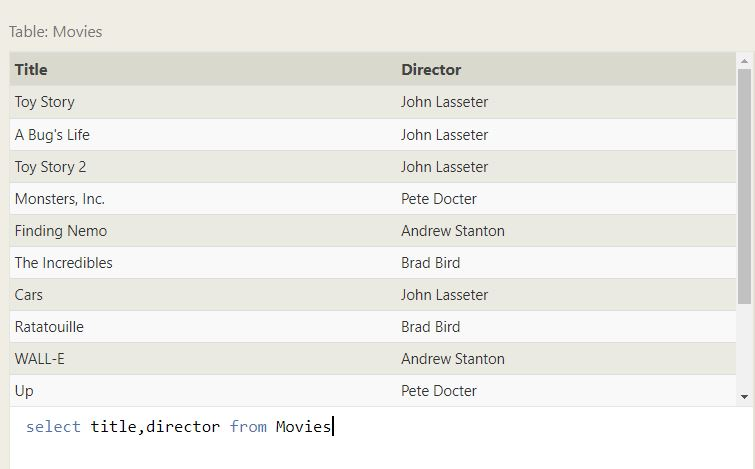 Table: Movies
Title Director
Toy Story John Lasseter
A Bug's Life John Lasseter
Toy Story 2 John Lasseter
Monsters, Inc. Pete Docter
Finding Nemo Andrew Stanton
The Incredibles Brad Bird
Cars John Lasseter
Ratatouille Brad Bird
WALL-E Andrew Stanton
Up Pete Docter
select title,director from Movies